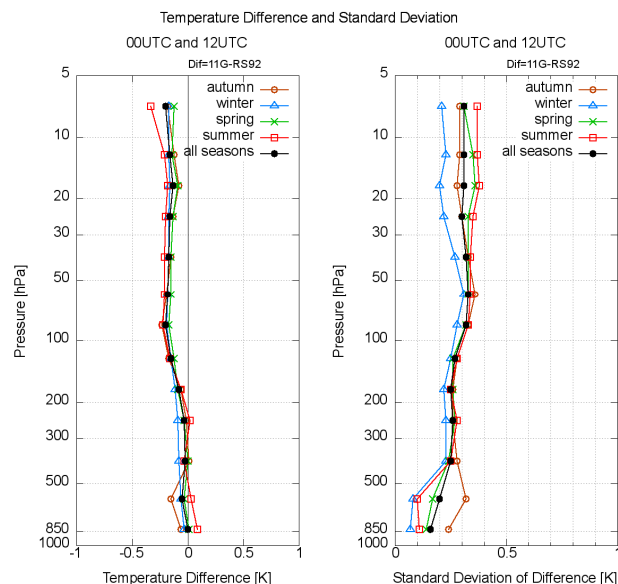 Temperature Difference and Standard Deviation
00UTC and 12UTC
Dif=11G-RS92
autumn
winter
spring
summer
all seasons
5
10
20
30
50
100
200
300
500
850
1000
-1
-0.5
0
0.5
1
Pressure [hPa]
Temperature Difference [K]
00UTC and 12UTC
Dif=11G-RS92
autumn
winter
spring
summer
all seasons
5
10
20
30
50
100
200
300
500
850
1000
0
0.5
1
Pressure [hPa]
Standard Deviation of Difference [K]